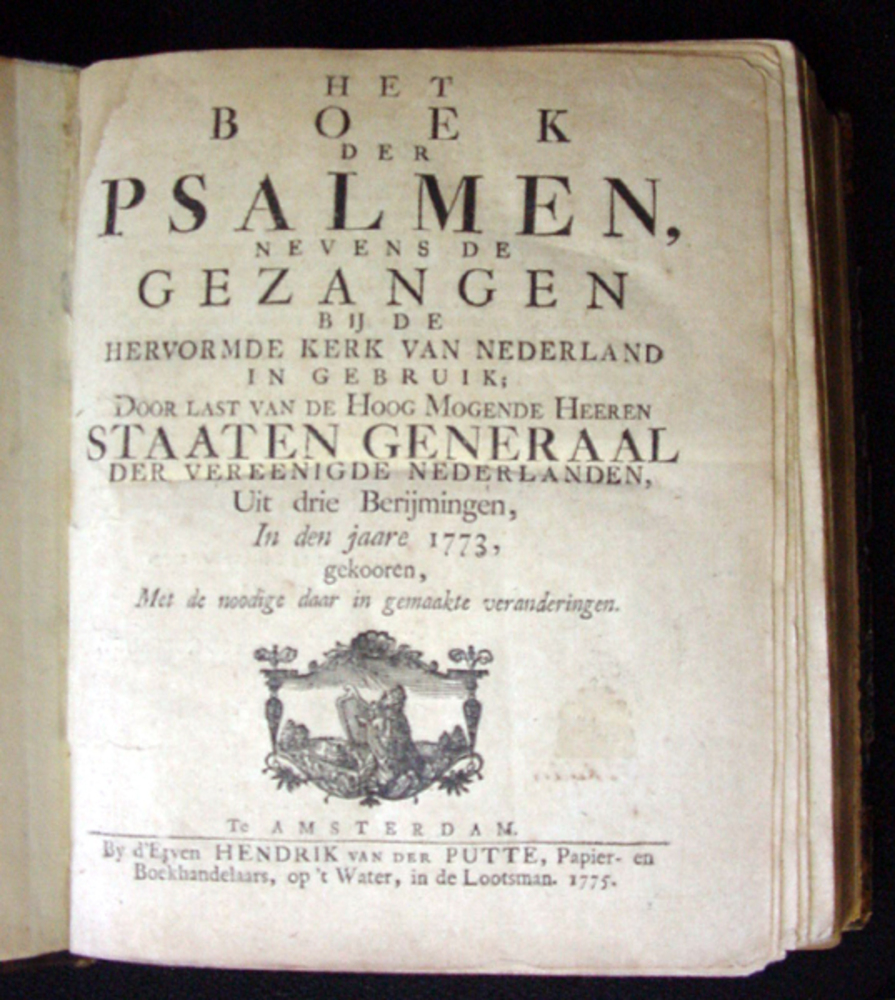 HET
BOEK
DER
PSALMEN,
NEVENS DE
GEZANGEN
BIJ DE
HERVORMDE KERK VAN NEDERLAND
IN GEBRUIK;
DOOR LAST VAN DE HOOG MOGENDE HEEREN
STAATEN GENERAAL
DER VEREENIGDE NEDERLANDEN,
Uit drie Berijmingen,
In den jaare 1773,
gekooren,
Met de noodige daar in gemaakte veranderingen.
Te AMSTERDAM.
By d'Erven HENDRIK VAN DER PUTTE, Papier- en
Boekhandelaars, op 't Water, in de Lootsman. 1775.